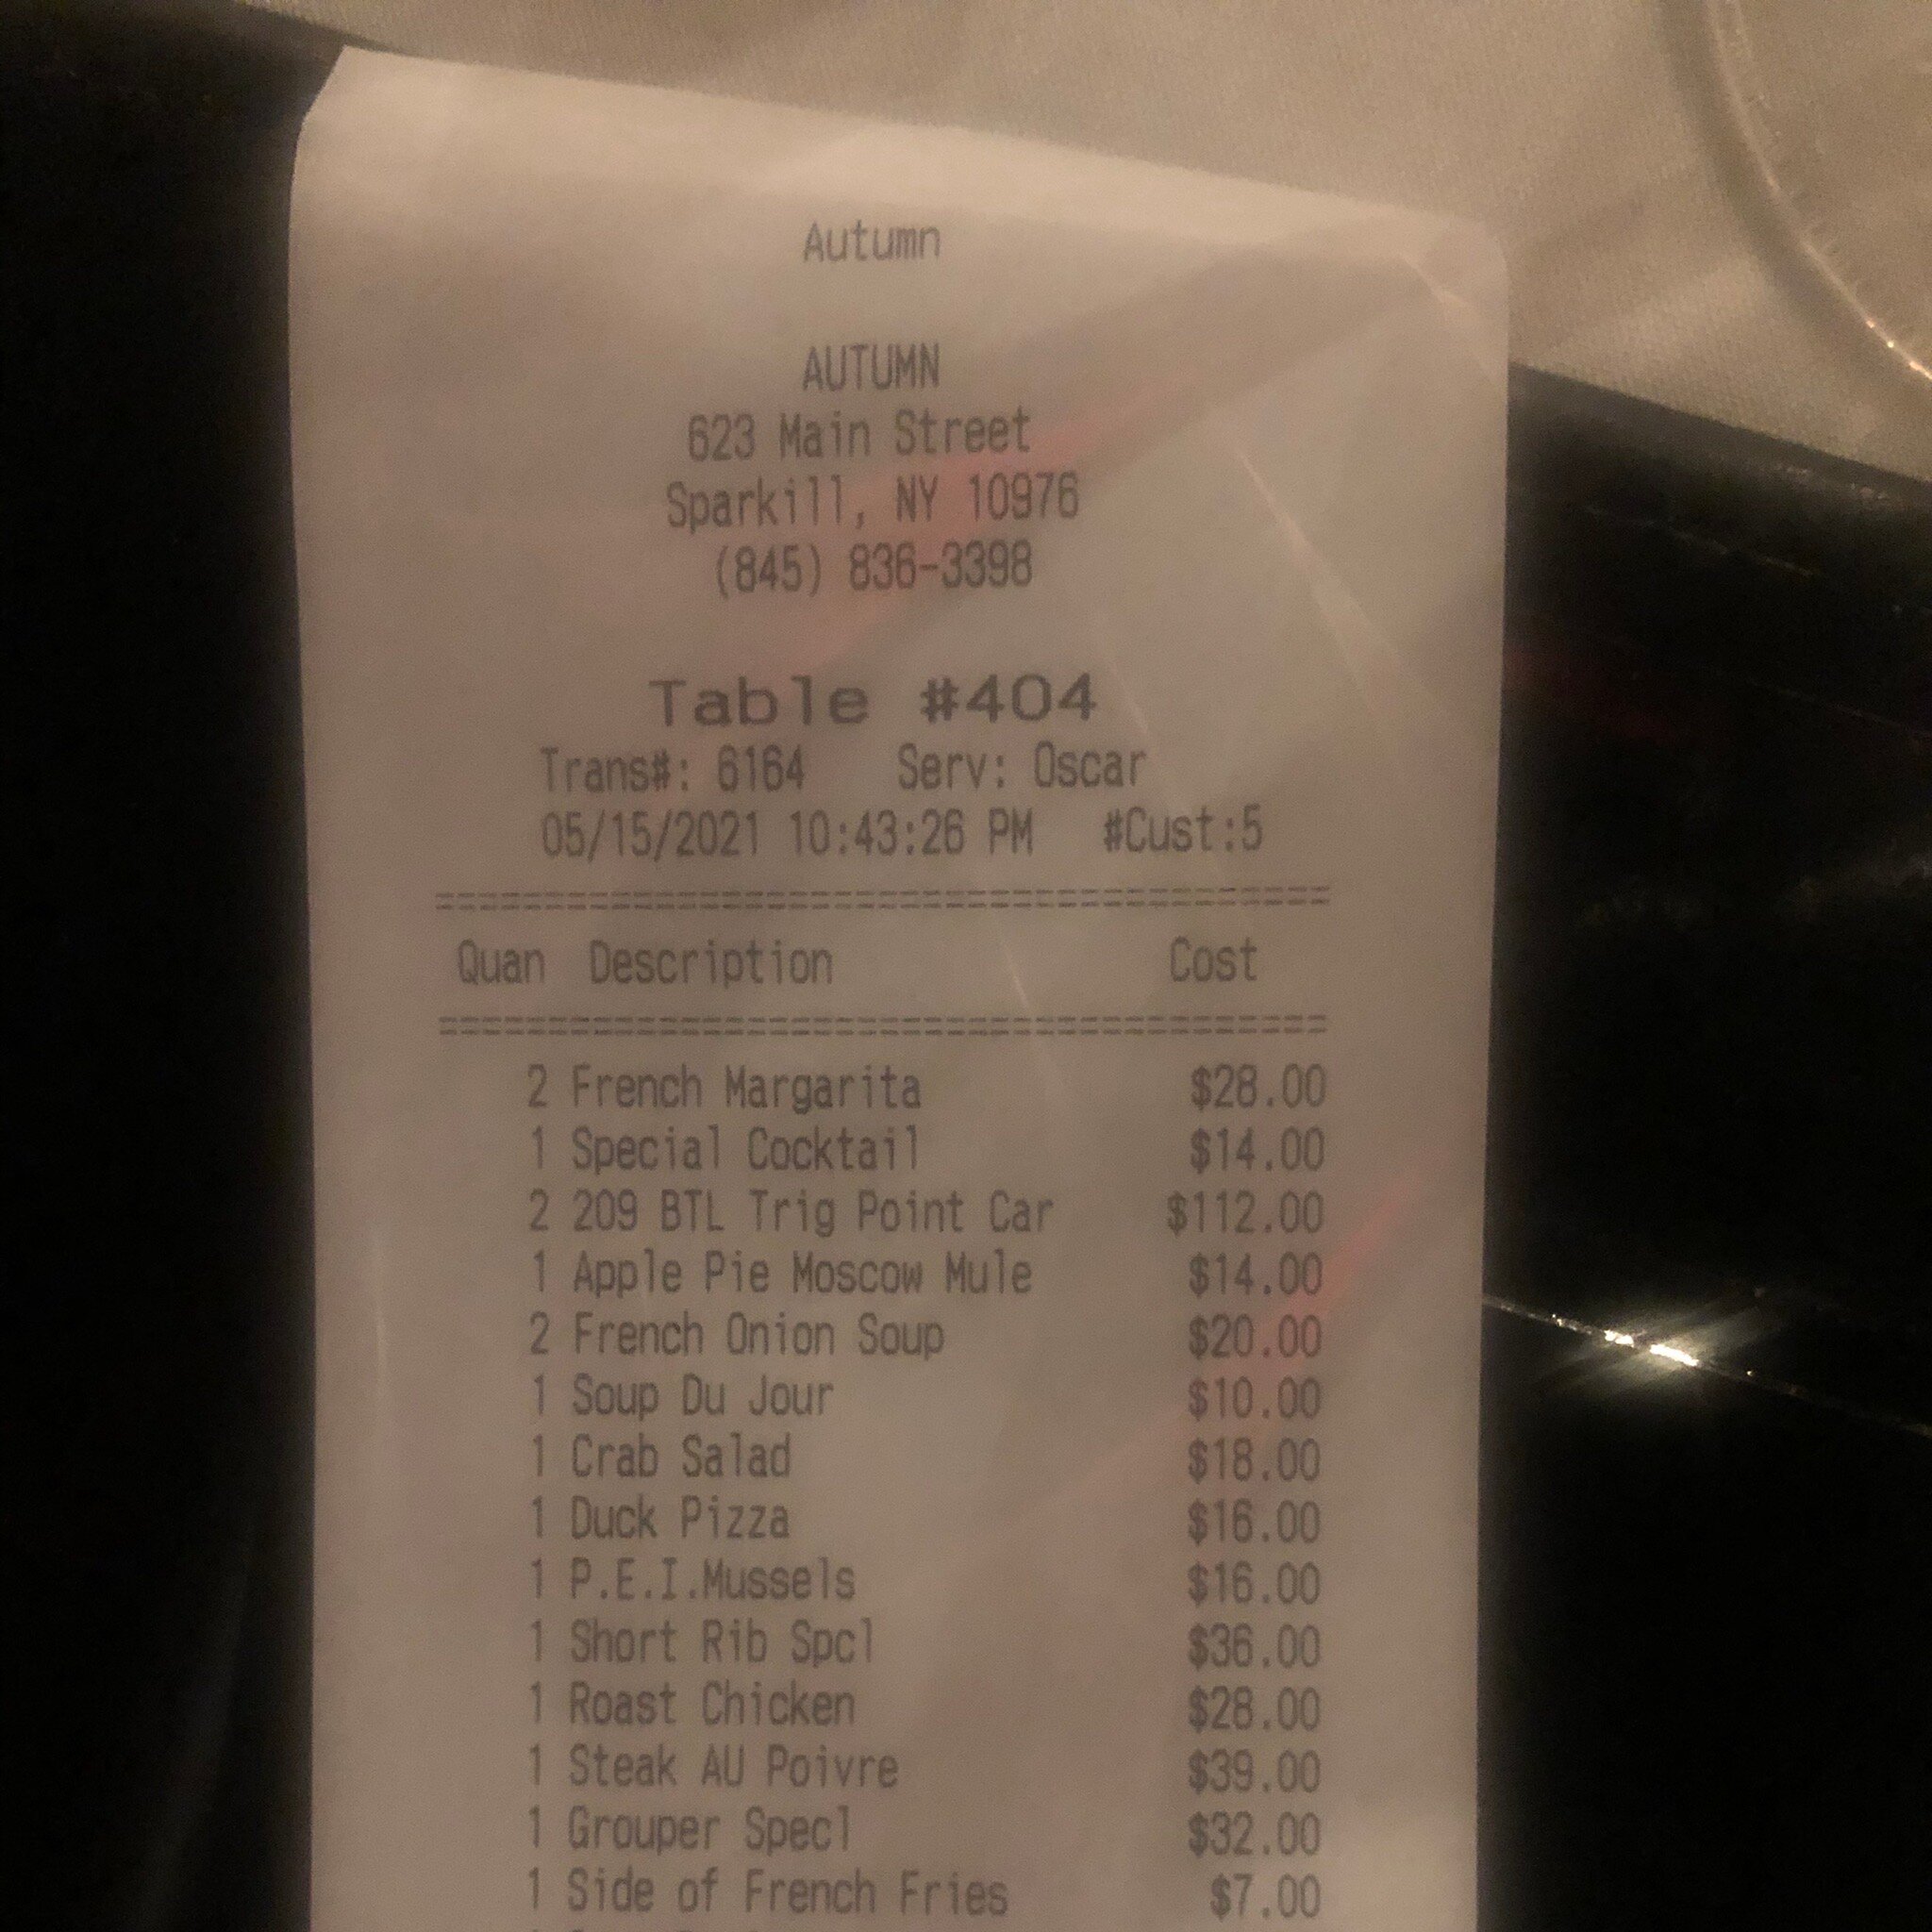 Autumn
AUTUMN
623 Main Street
Sparkill, NY 10976
(845) 836-3398
Table #404
Trans#: 6164 Serv: Oscar
05/15/2021 10:43:26 PM #Cust:5
=========================================
Quan Description Cost
=========================================
2 French Margarita $28.00
1 Special Cocktail $14.00
2 209 BTL Trig Point Car $112.00
1 Apple Pie Moscow Mule $14.00
2 French Onion Soup $20.00
1 Soup Du Jour $10.00
1 Crab Salad $18.00
1 Duck Pizza $16.00
1 P.E.I.Mussels $16.00
1 Short Rib Spcl $36.00
1 Roast Chicken $28.00
1 Steak AU Poivre $39.00
1 Grouper Specl $32.00
1 Side of French Fries $7.00